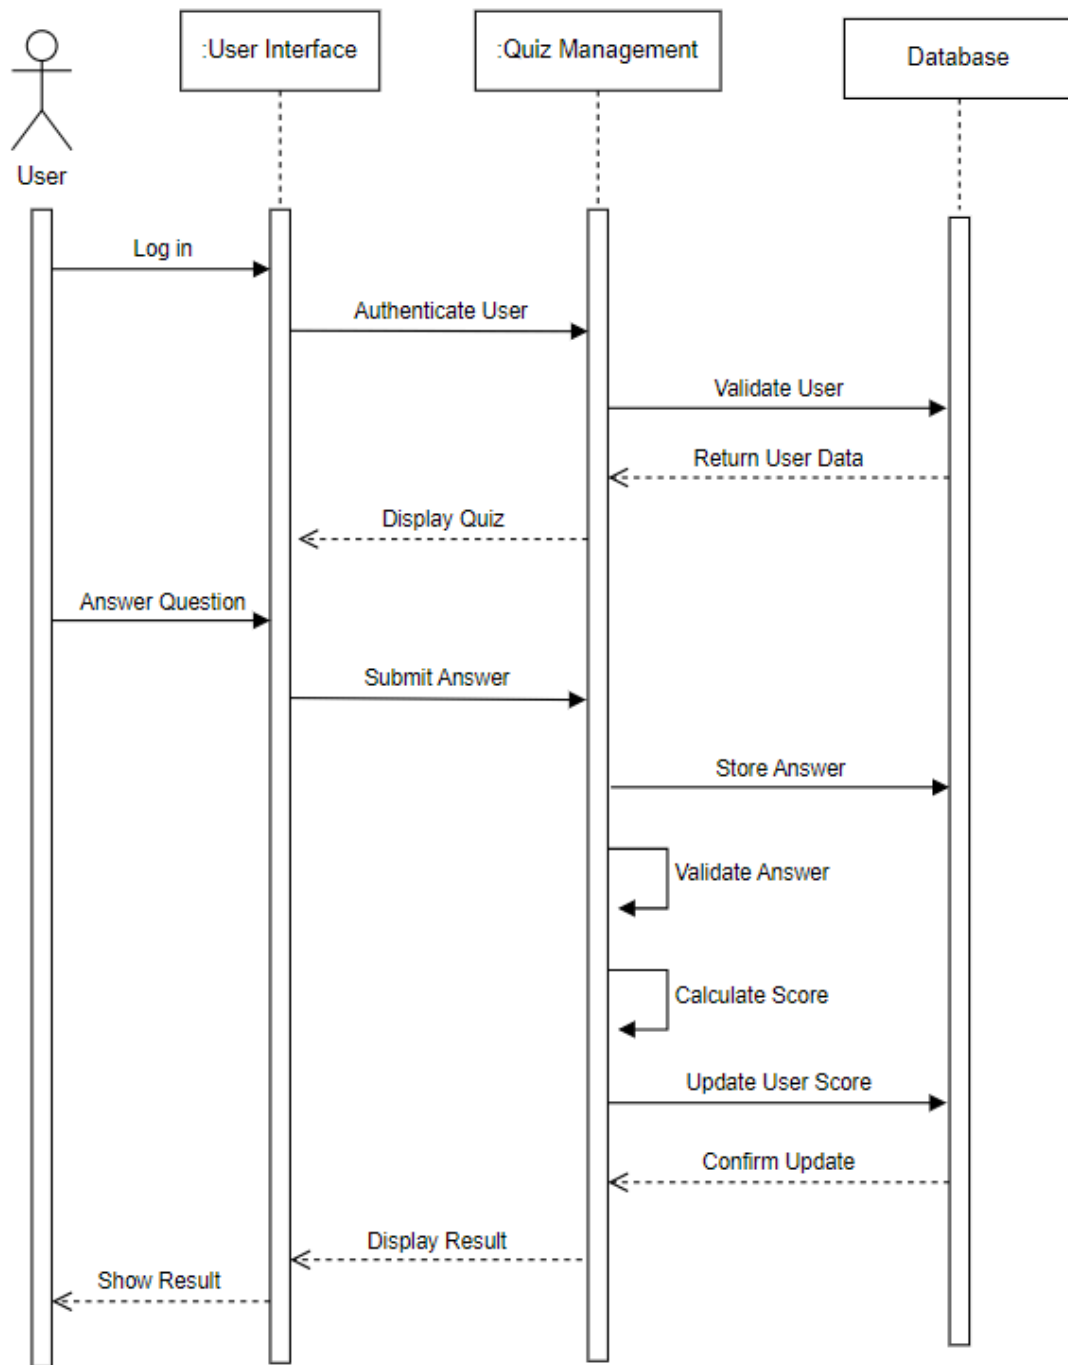 :User Interface
:Quiz Management
Database
User
Log in
Authenticate User
Validate User
Return User Data
Display Quiz
Answer Question
Submit Answer
Store Answer
Validate Answer
Calculate Score
Update User Score
Confirm Update
Display Result
Show Result